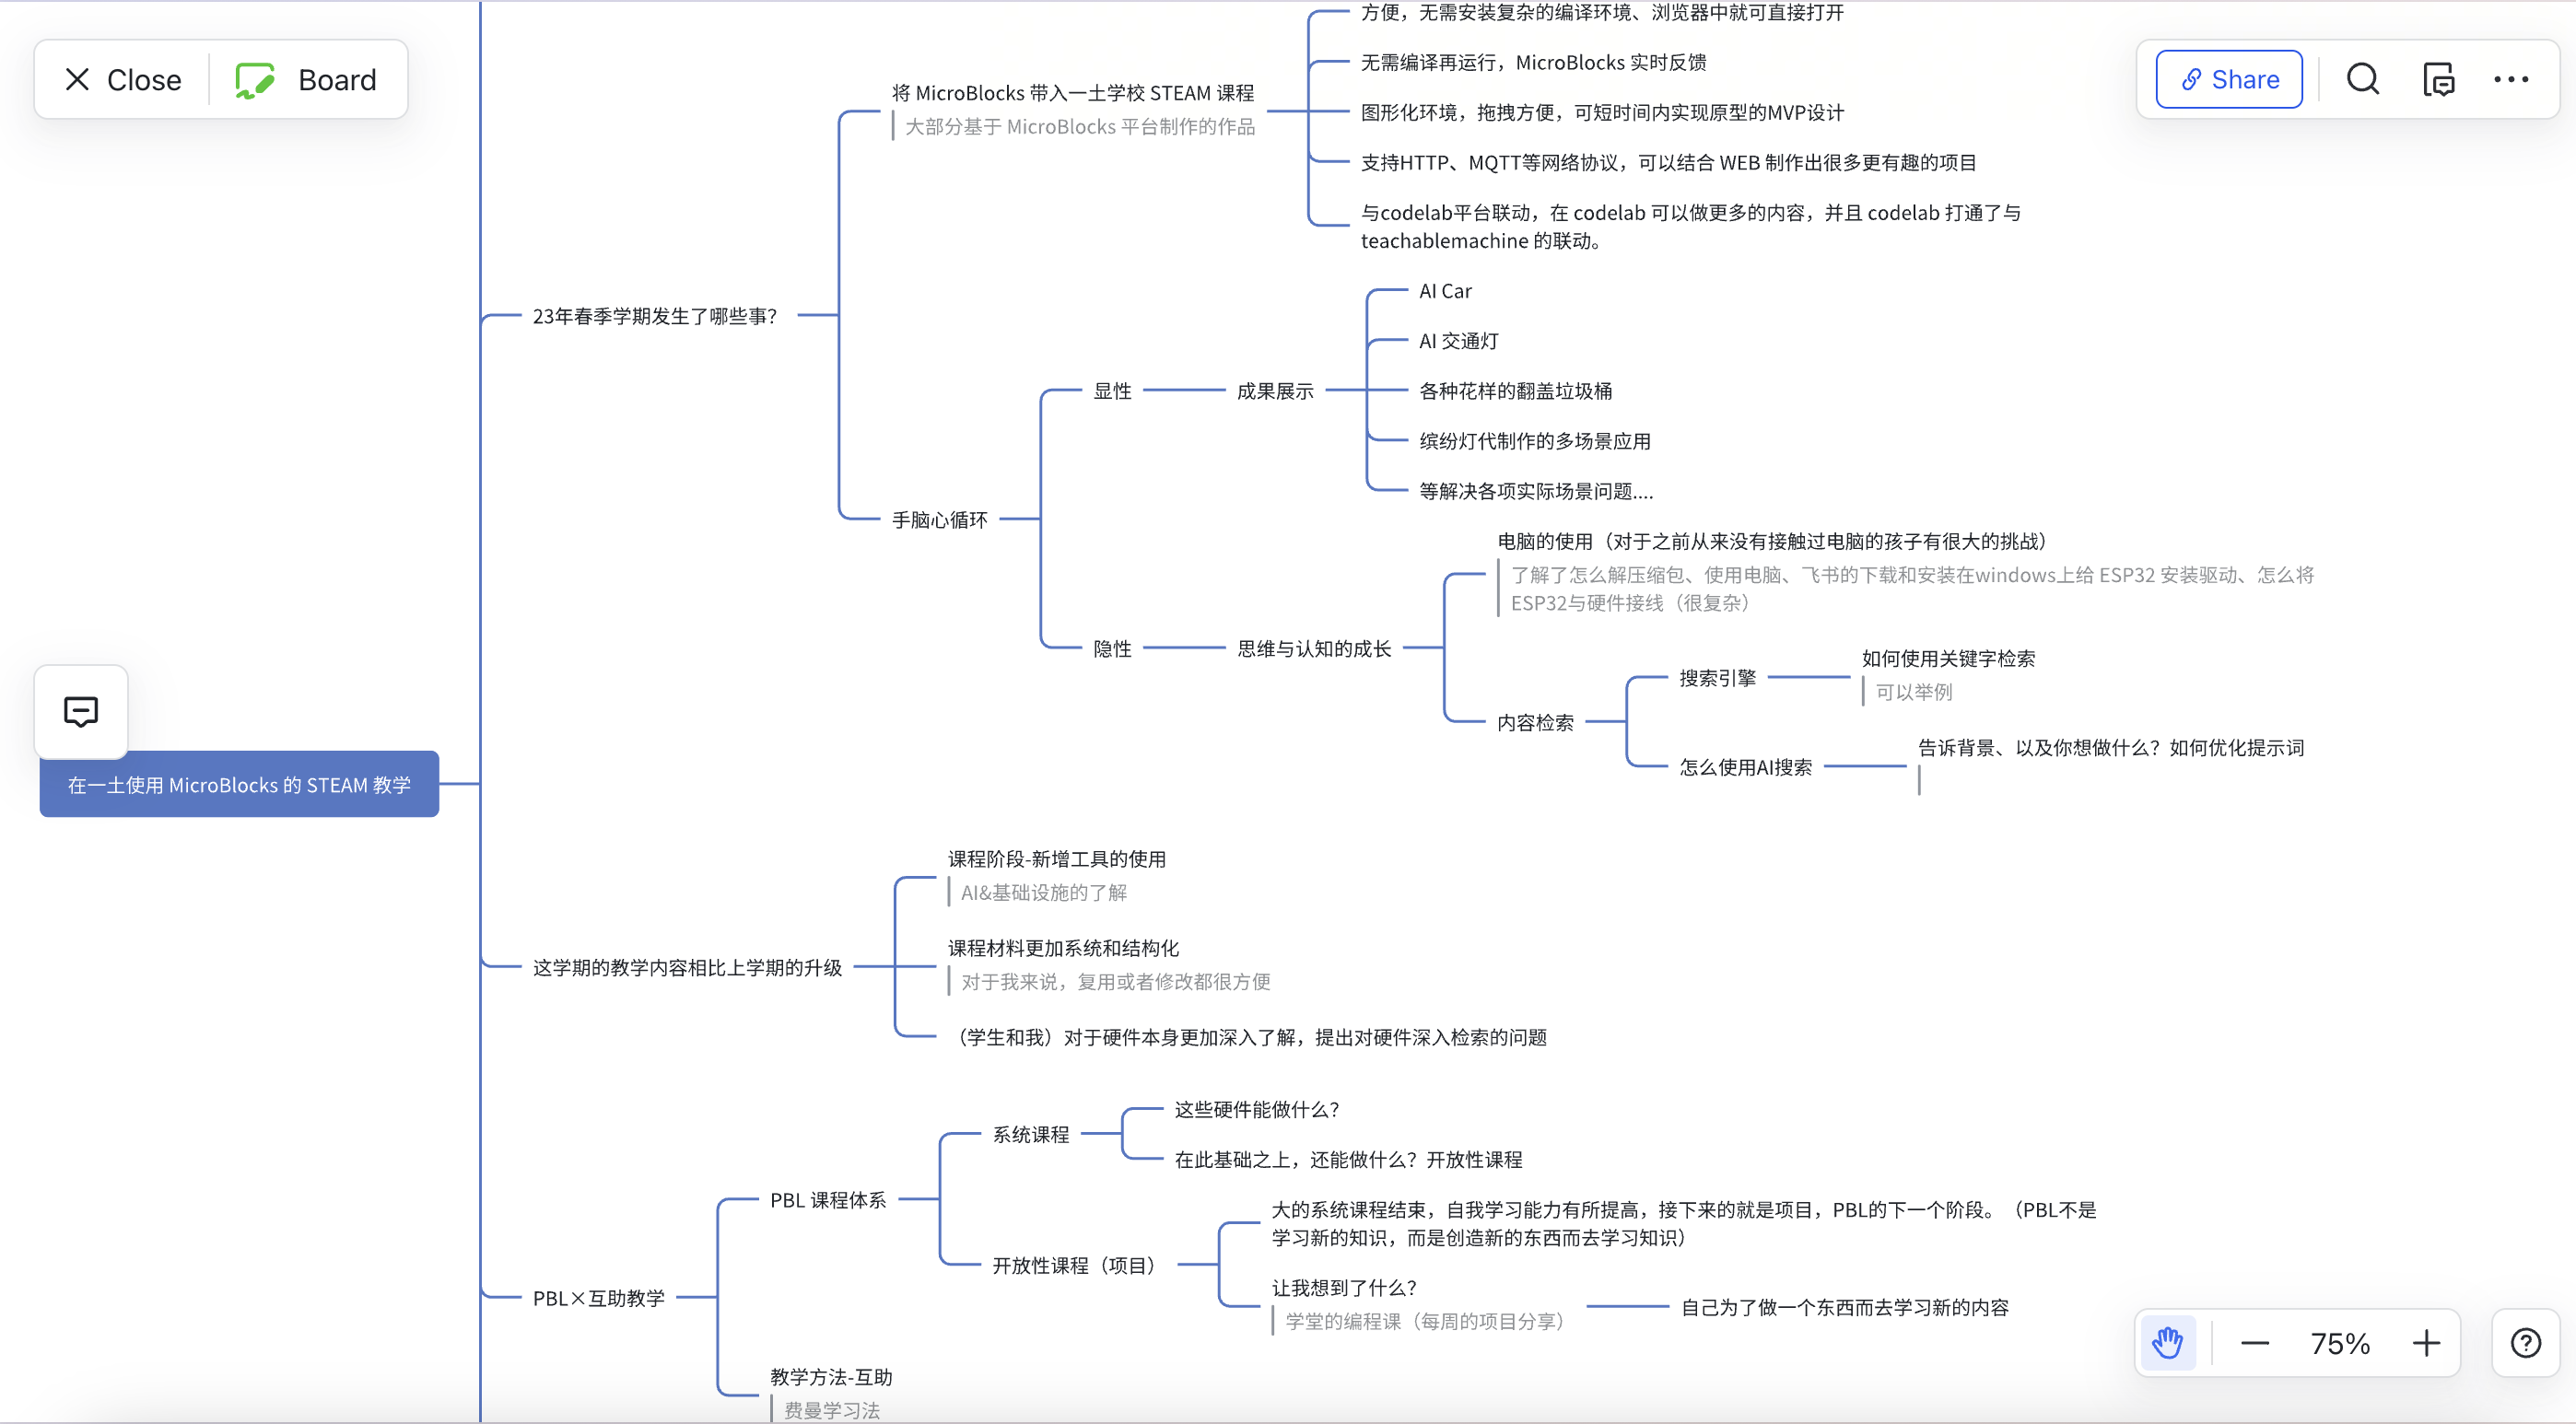 Close
Board
Share
方便，无需安装复杂的编译环境、浏览器中就可直接打开
无需编译再运行，MicroBlocks 实时反馈
将 MicroBlocks 带入一土学校 STEAM 课程
大部分基于 MicroBlocks 平台制作的作品
图形化环境，拖拽方便，可短时间内实现原型的MVP设计
支持HTTP、MQTT等网络协议，可以结合 WEB 制作出很多更有趣的项目
与codelab平台联动，在 codelab 可以做更多的内容，并且 codelab 打通了与
teachablemachine 的联动。
23年春季学期发生了哪些事？
AI Car
AI 交通灯
显性
成果展示
各种花样的翻盖垃圾桶
缤纷灯代制作的多场景应用
等解决各项实际场景问题....
手脑心循环
电脑的使用（对于之前从来没有接触过电脑的孩子有很大的挑战）
了解了怎么解压缩包、使用电脑、飞书的下载和安装在windows上给 ESP32 安装驱动、怎么将
ESP32与硬件接线（很复杂）
隐性
思维与认知的成长
搜索引擎
如何使用关键字检索
可以举例
内容检索
怎么使用AI搜索
告诉背景、以及你想做什么？如何优化提示词
在一土使用 MicroBlocks 的 STEAM 教学
课程阶段-新增工具的使用
AI&基础设施的了解
课程材料更加系统和结构化
对于我来说，复用或者修改都很方便
这学期的教学内容相比上学期的升级
（学生和我）对于硬件本身更加深入了解，提出对硬件深入检索的问题
这些硬件能做什么？
系统课程
在此基础之上，还能做什么？开放性课程
PBL 课程体系
大的系统课程结束，自我学习能力有所提高，接下来的就是项目，PBL的下一个阶段。（PBL不是
学习新的知识，而是创造新的东西而去学习知识）
开放性课程（项目）
让我想到了什么？
学堂的编程课（每周的项目分享）
自己为了做一个东西而去学习新的内容
PBL×互助教学
教学方法-互助
费曼学习法
75%